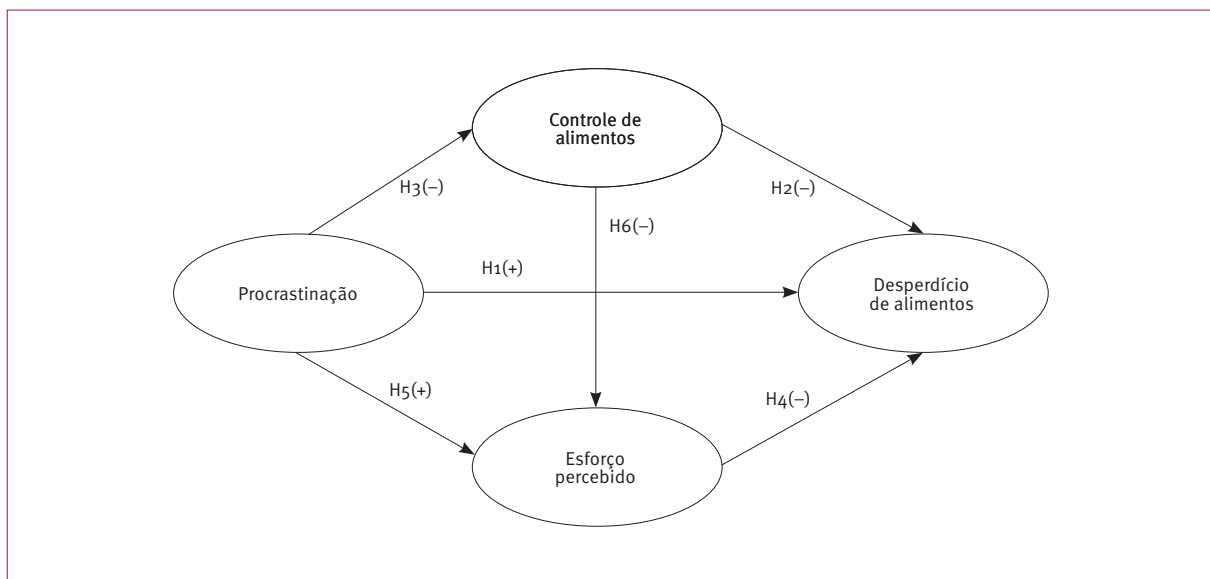 Controle de
alimentos
H3(–)
H2(–)
H6(–)
H1(+)
Procrastinação
Desperdício
de alimentos
H5(+)
H4(–)
Esforço
percebido